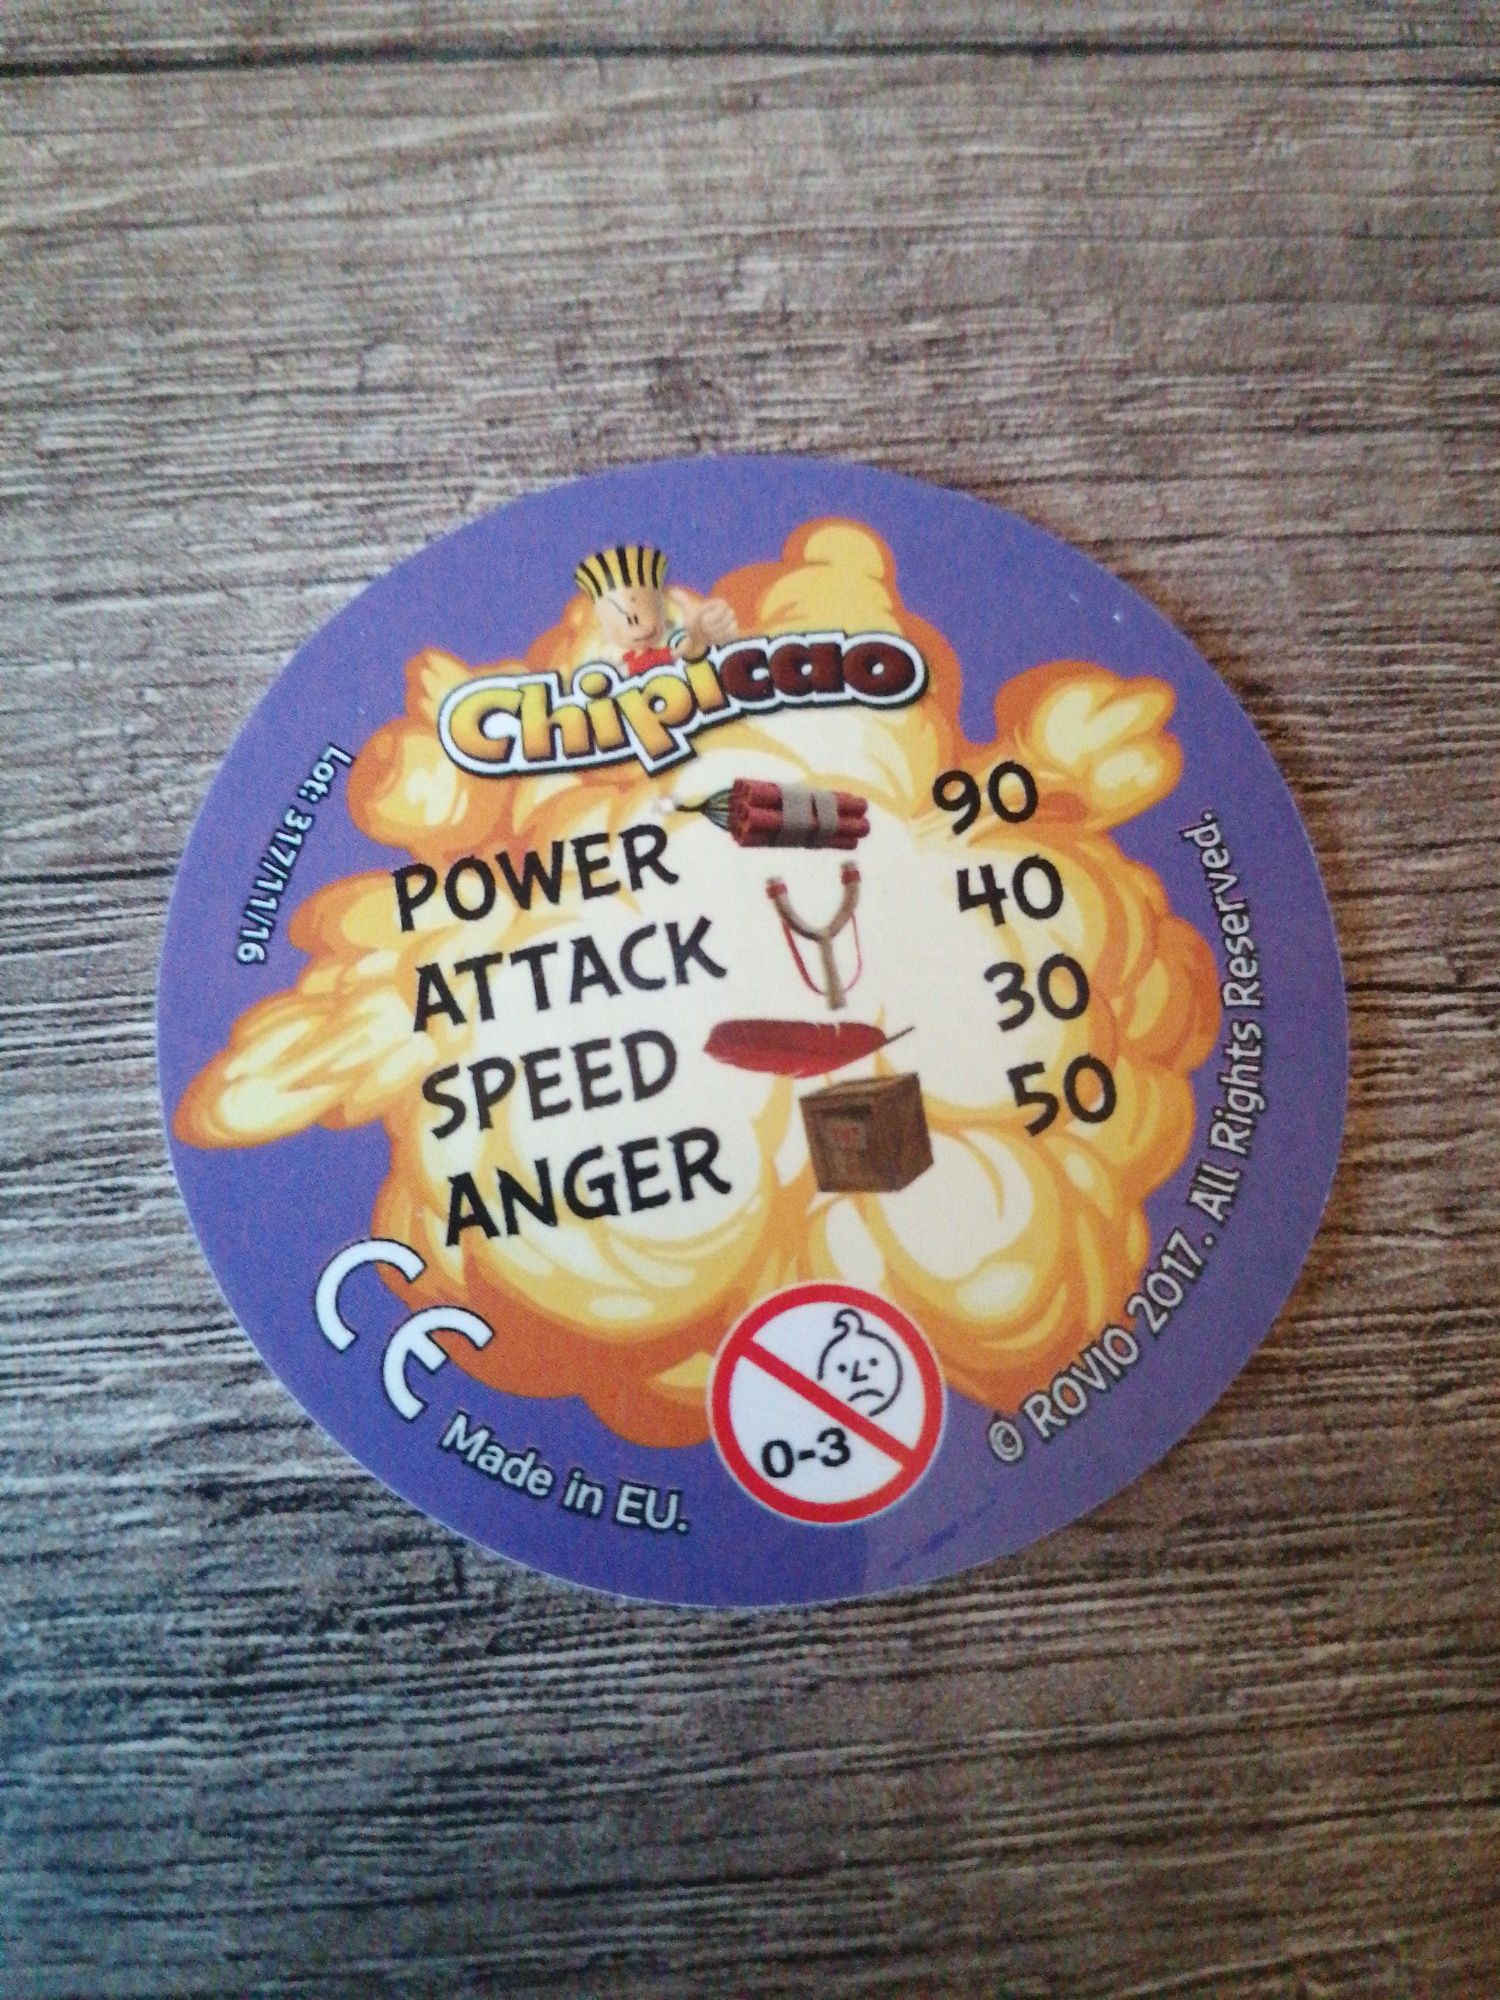 Chipicao
POWER 90
ATTACK 40
SPEED 30
ANGER 50
Lot: 317/11/16
CE
Made in EU.
0-3
© ROVIO 2017. All Rights Reserved.